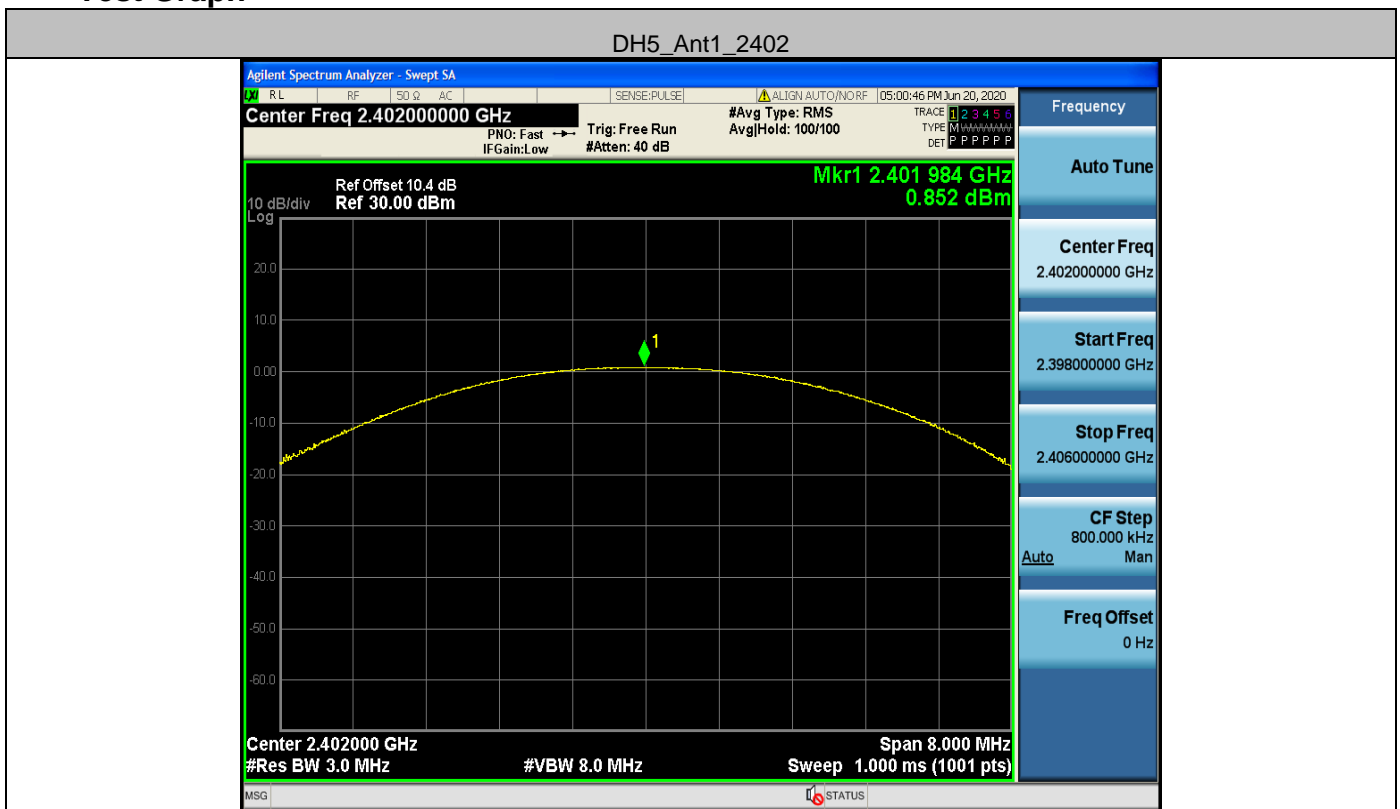 DH5_Ant1_2402
Agilent Spectrum Analyzer - Swept SA
RL RF 50 Ω AC SENSE:PULSE ALIGN AUTO/NO RF 05:00:46 PM Jun 20, 2020
Center Freq 2.402000000 GHz
PNO: Fast
IFGain:Low
Trig: Free Run
#Atten: 40 dB
#Avg Type: RMS
Avg|Hold: 100/100
TRACE 1 2 3 4 5 6
TYPE M
DET P P P P P P
Mkr1 2.401 984 GHz
0.852 dBm
Ref Offset 10.4 dB
10 dB/div Ref 30.00 dBm
Log
20.0
10.0
1
0.00
-10.0
-20.0
-30.0
-40.0
-50.0
-60.0
Center 2.402000 GHz Span 8.000 MHz
#Res BW 3.0 MHz #VBW 8.0 MHz Sweep 1.000 ms (1001 pts)
MSG STATUS
Frequency
Auto Tune
Center Freq
2.402000000 GHz
Start Freq
2.398000000 GHz
Stop Freq
2.406000000 GHz
CF Step
800.000 kHz
Auto Man
Freq Offset
0 Hz